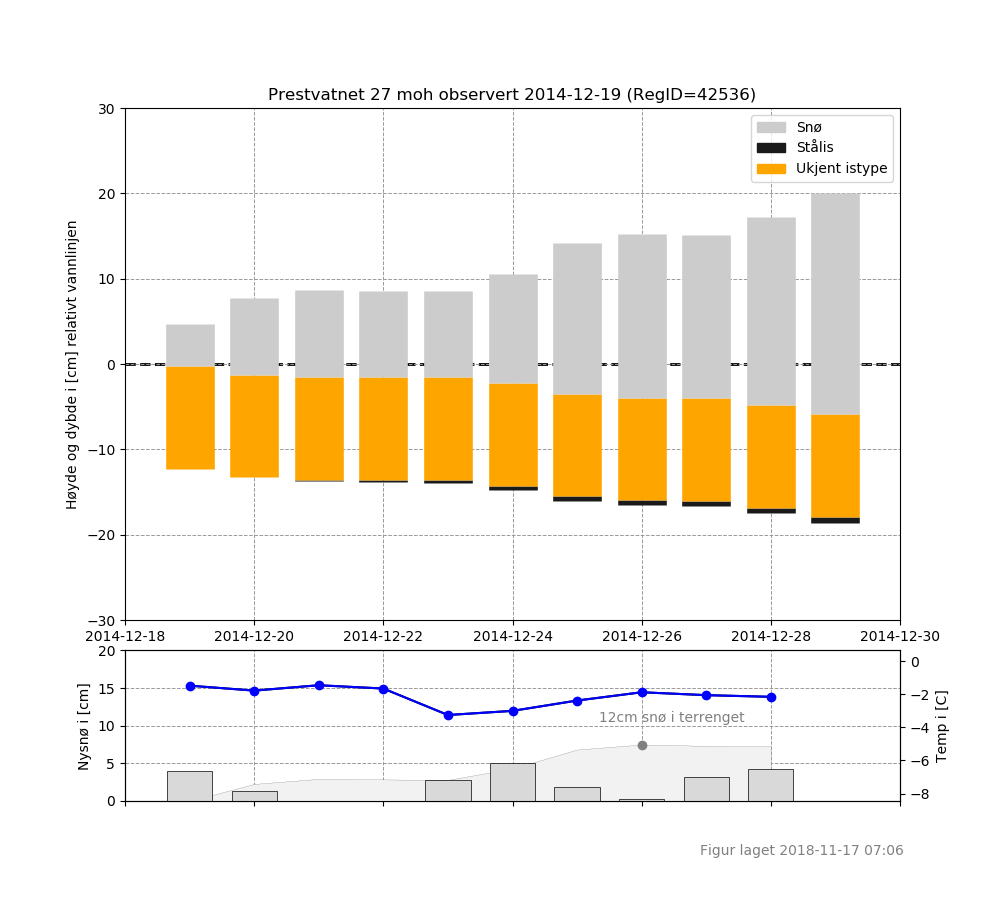 Prestvatnet 27 moh observert 2014-12-19 (RegID=42536)
30
20
10
0
−10
−20
−30
Høyde og dybde i [cm] relativt vannlinjen
Snø
Stålis
Ukjent istype
2014-12-18 2014-12-20 2014-12-22 2014-12-24 2014-12-26 2014-12-28 2014-12-30
20
15
10
5
0
Nysnø i [cm]
12cm snø i terrenget
0
−2
−4
−6
−8
Temp i [C]
Figur laget 2018-11-17 07:06